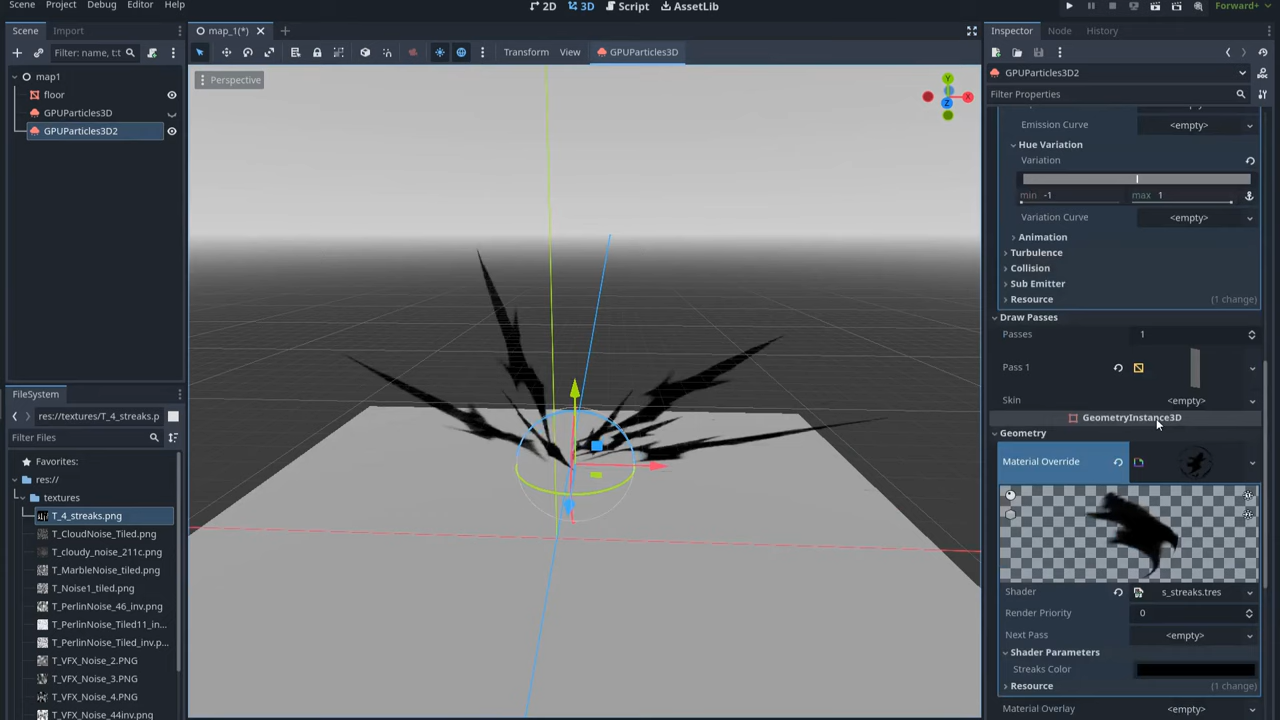 Scene Project Debug Editor Help
2D 3D Script AssetLib
Forward+
Scene Import
Filter: name, t:t
map1
floor
GPUParticles3D
GPUParticles3D2
FileSystem
res://textures/T_4_streaks.p
Filter Files
Favorites:
res://
textures
T_4_streaks.png
T_CloudNoise_Tiled.png
T_cloudy_noise_211c.png
T_MarbleNoise_tiled.png
T_Noise1_tiled.png
T_PerlinNoise_46_inv.png
T_PerlinNoise_Tiled11_in...
T_PerlinNoise_Tiled_inv.p...
T_VFX_Noise_2.PNG
T_VFX_Noise_3.PNG
T_VFX_Noise_4.PNG
T_VFX_Noise_44inv.png
map_1(*)
Transform View GPUParticles3D
Perspective
Y
X
Z
Inspector Node History
GPUParticles3D2
Filter Properties
Emission Curve <empty>
Hue Variation
Variation
min -1 max 1
Variation Curve <empty>
Animation
Turbulence
Collision
Sub Emitter
Resource (1 change)
Draw Passes
Passes 1
Pass 1
Skin <empty>
GeometryInstance3D
Geometry
Material Override
Shader s_streaks.tres
Render Priority 0
Next Pass <empty>
Shader Parameters
Streaks Color
Resource (1 change)
Material Overlay <empty>